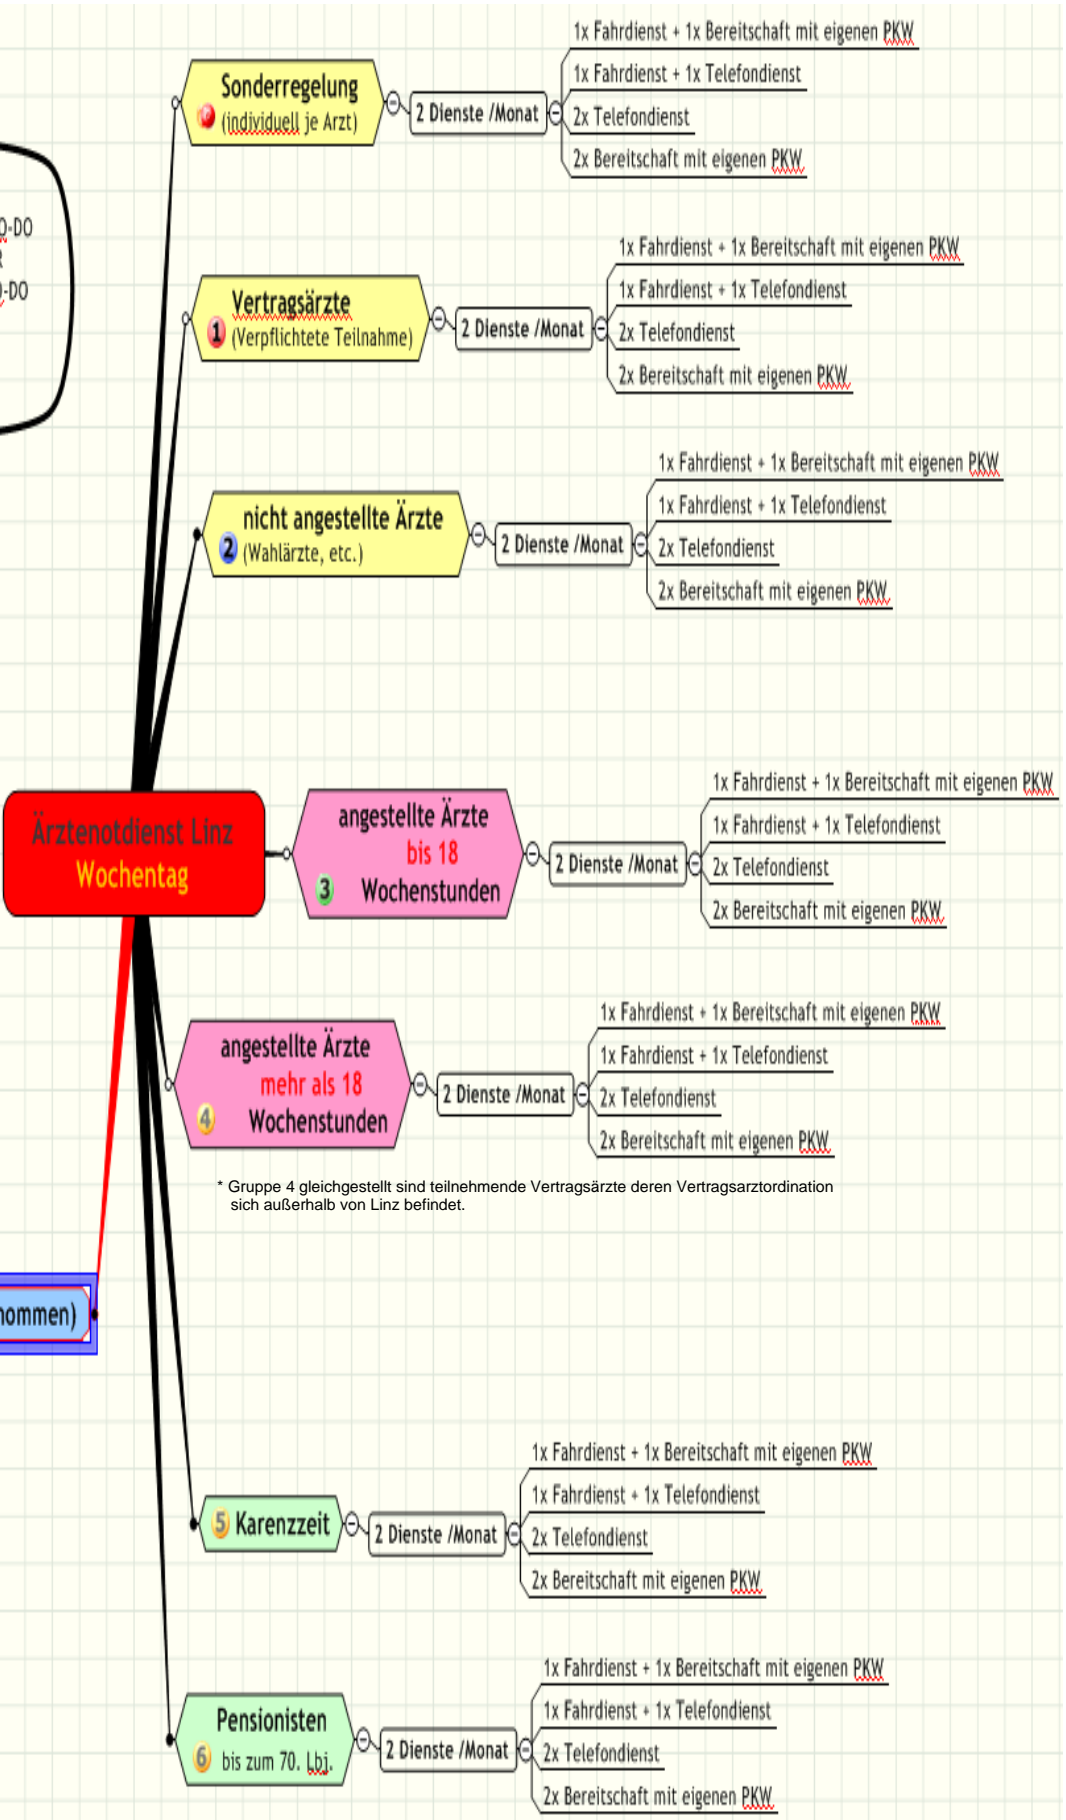 1x Fahrdienst + 1x Bereitschaft mit eigenen PKW
1x Fahrdienst + 1x Telefondienst
2x Telefondienst
2x Bereitschaft mit eigenen PKW
Sonderregelung
(individuell je Arzt)
2 Dienste /Monat
O-DO
R
O-DO
1x Fahrdienst + 1x Bereitschaft mit eigenen PKW
1x Fahrdienst + 1x Telefondienst
2x Telefondienst
2x Bereitschaft mit eigenen PKW
Vertragsärzte
1 (Verpflichtete Teilnahme)
2 Dienste /Monat
1x Fahrdienst + 1x Bereitschaft mit eigenen PKW
1x Fahrdienst + 1x Telefondienst
2x Telefondienst
2x Bereitschaft mit eigenen PKW
nicht angestellte Ärzte
2 (Wahlärzte, etc.)
2 Dienste /Monat
Ärztenotdienst Linz
Wochentag
angestellte Ärzte
bis 18
3 Wochenstunden
2 Dienste /Monat
1x Fahrdienst + 1x Bereitschaft mit eigenen PKW
1x Fahrdienst + 1x Telefondienst
2x Telefondienst
2x Bereitschaft mit eigenen PKW
angestellte Ärzte
mehr als 18
4 Wochenstunden
2 Dienste /Monat
1x Fahrdienst + 1x Bereitschaft mit eigenen PKW
1x Fahrdienst + 1x Telefondienst
2x Telefondienst
2x Bereitschaft mit eigenen PKW
* Gruppe 4 gleichgestellt sind teilnehmende Vertragsärzte deren Vertragsarztordination
sich außerhalb von Linz befindet.
nommen)
5 Karenzzeit
2 Dienste /Monat
1x Fahrdienst + 1x Bereitschaft mit eigenen PKW
1x Fahrdienst + 1x Telefondienst
2x Telefondienst
2x Bereitschaft mit eigenen PKW
Pensionisten
6 bis zum 70. Lbj.
2 Dienste /Monat
1x Fahrdienst + 1x Bereitschaft mit eigenen PKW
1x Fahrdienst + 1x Telefondienst
2x Telefondienst
2x Bereitschaft mit eigenen PKW